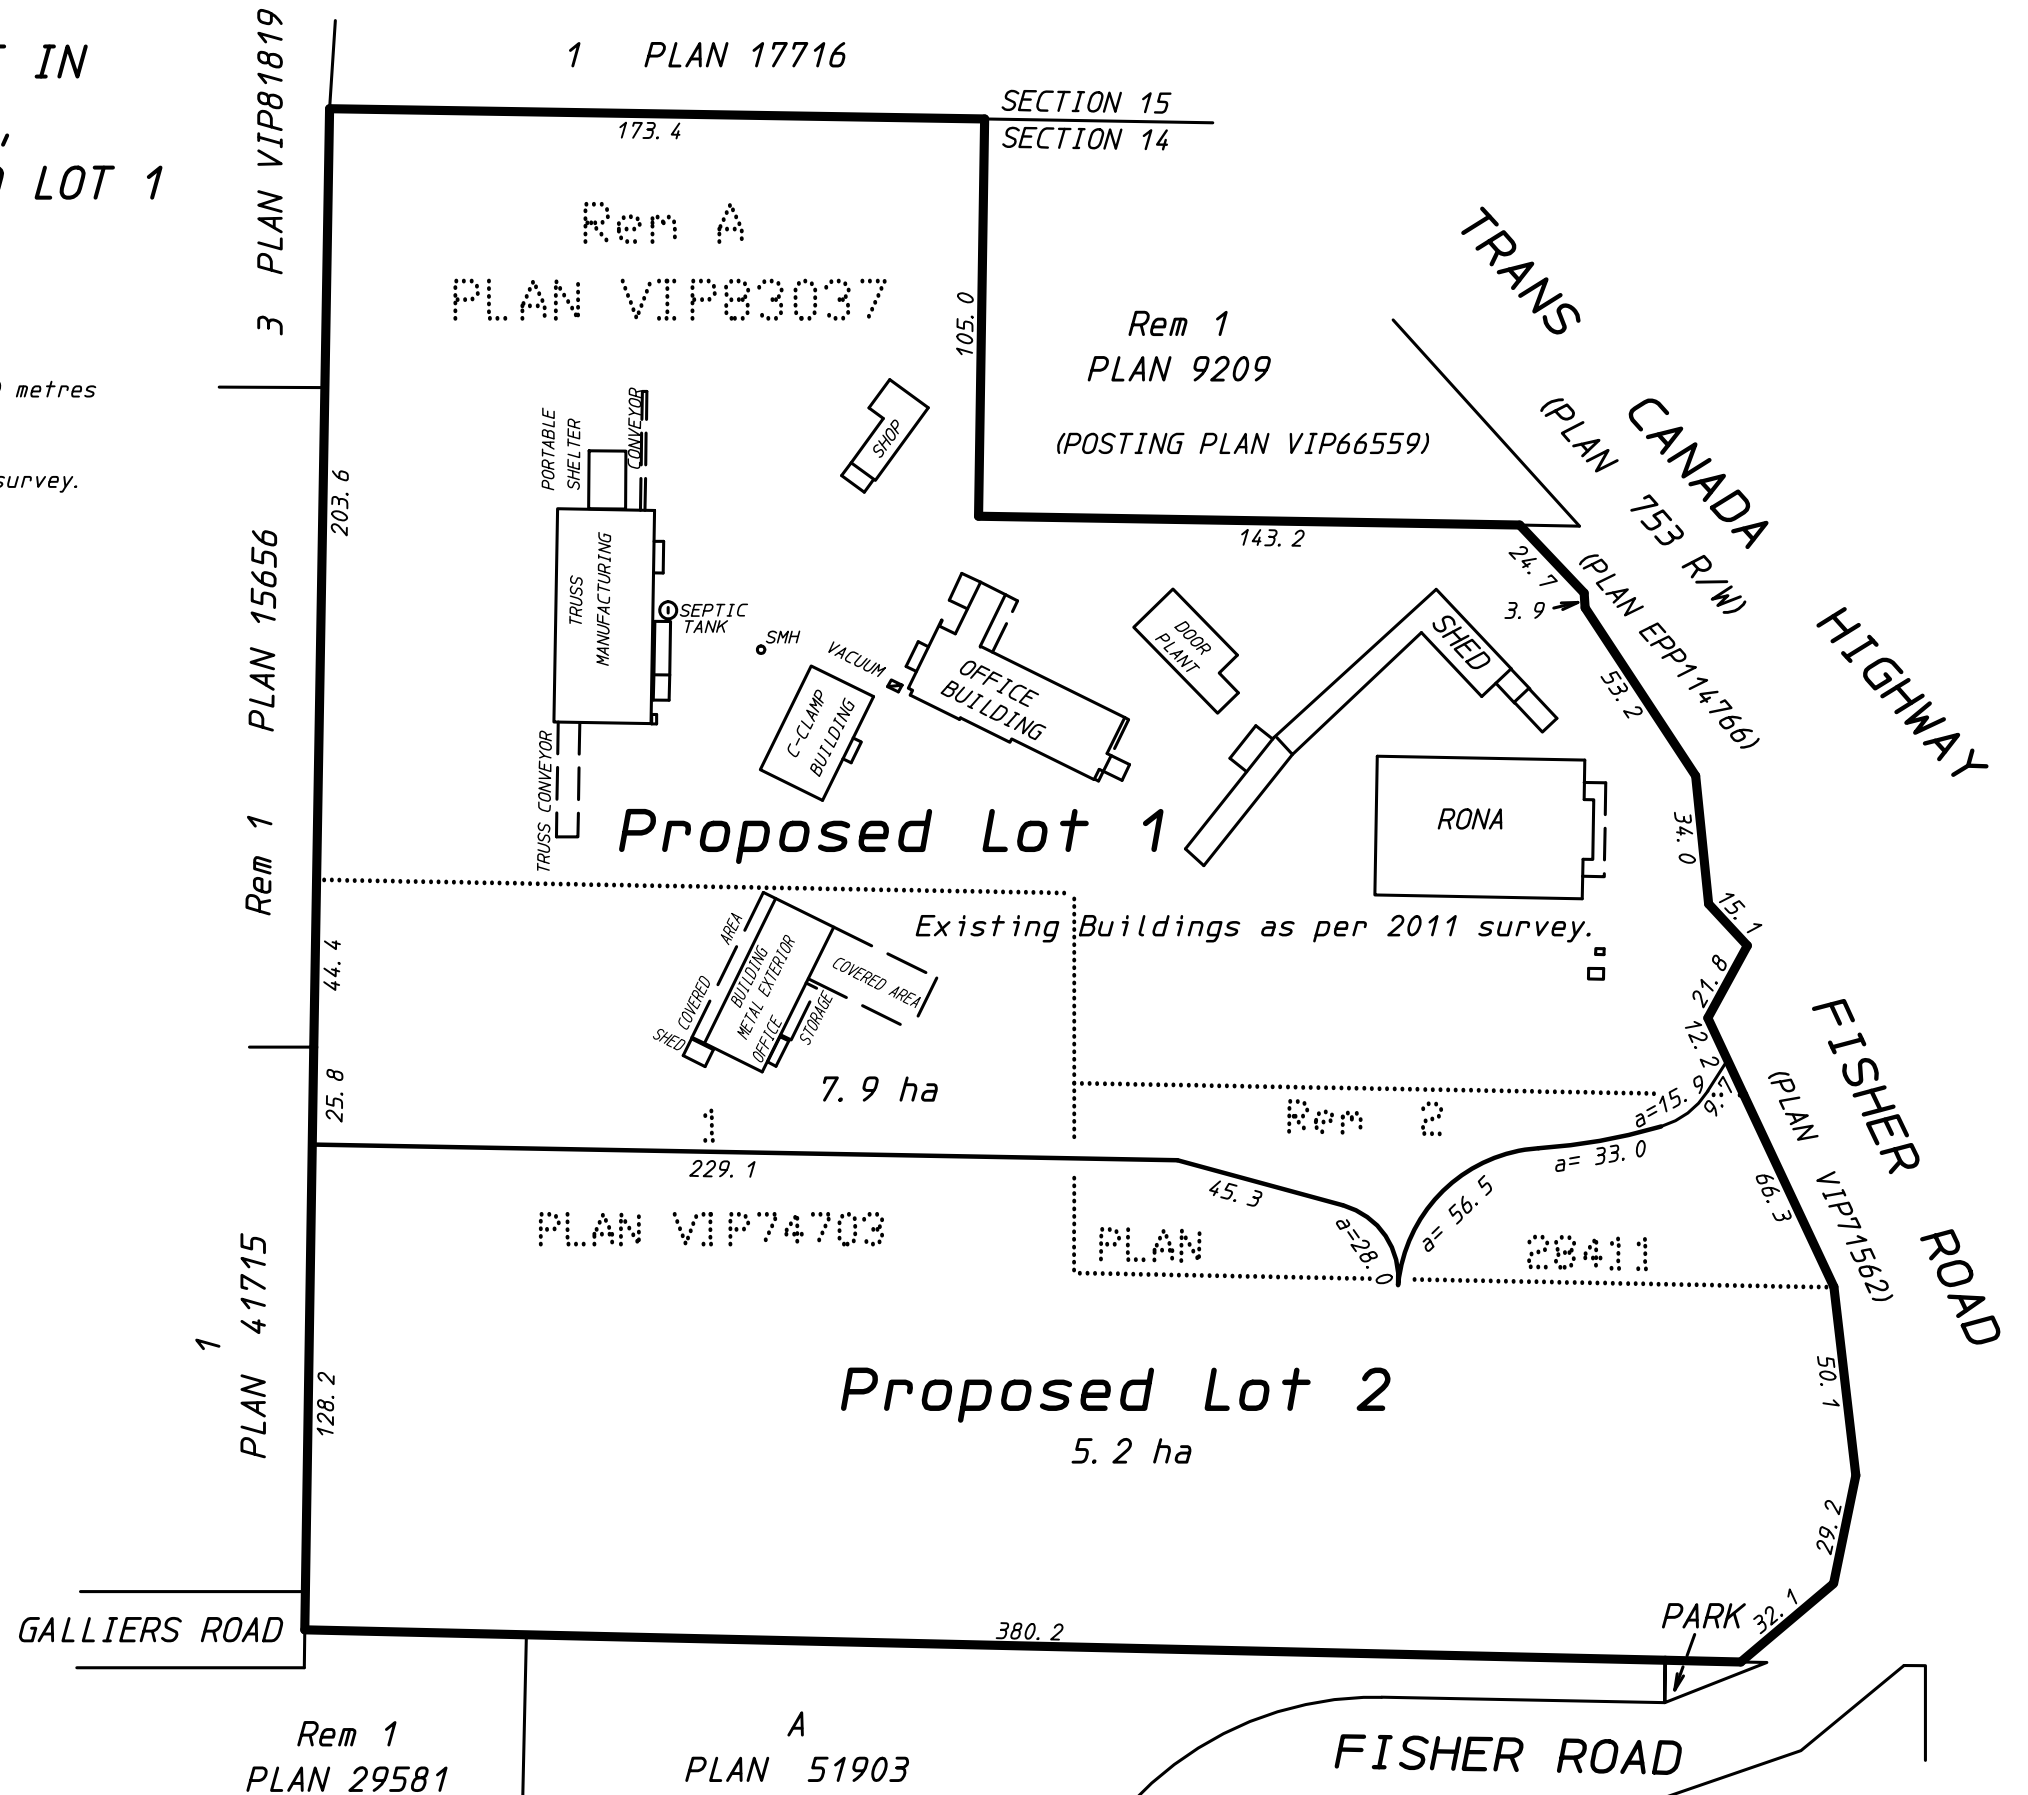 IN
LOT 1
metres
survey.
1 PLAN 17716
SECTION 15
SECTION 14
3 PLAN VIP81819
173.4
Rem A
PLAN VIP83037
105.0
Rem 1
PLAN 9209
(POSTING PLAN VIP66559)
TRANS CANADA HIGHWAY
(PLAN 753 R/W)
(PLAN EPP114766)
203.6
Rem 1 PLAN 15656
PORTABLE
SHELTER
CONVEYOR
SHOP
143.2
24.7
3.9
53.2
TRUSS
MANUFACTURING
SEPTIC
TANK
SMH
VACUUM
C-CLAMP
BUILDING
OFFICE
BUILDING
DOOR
PLANT
SHED
TRUSS CONVEYOR
RONA
34.0
Proposed Lot 1
Existing Buildings as per 2011 survey.
15.1
21.8
12.2
44.4
AREA
COVERED
SHED
BUILDING
METAL EXTERIOR
OFFICE
STORAGE
COVERED AREA
7.9 ha
25.8
1
Rem 2
a=15.9
9.7
229.1
45.3
a=28.0
a= 56.5
a= 33.0
66.3
(PLAN VIP71562)
FISHER ROAD
PLAN VIP74703
PLAN 28411
1
PLAN 41715
128.2
Proposed Lot 2
5.2 ha
50.1
29.2
32.1
PARK
GALLIERS ROAD
380.2
Rem 1
PLAN 29581
A
PLAN 51903
FISHER ROAD